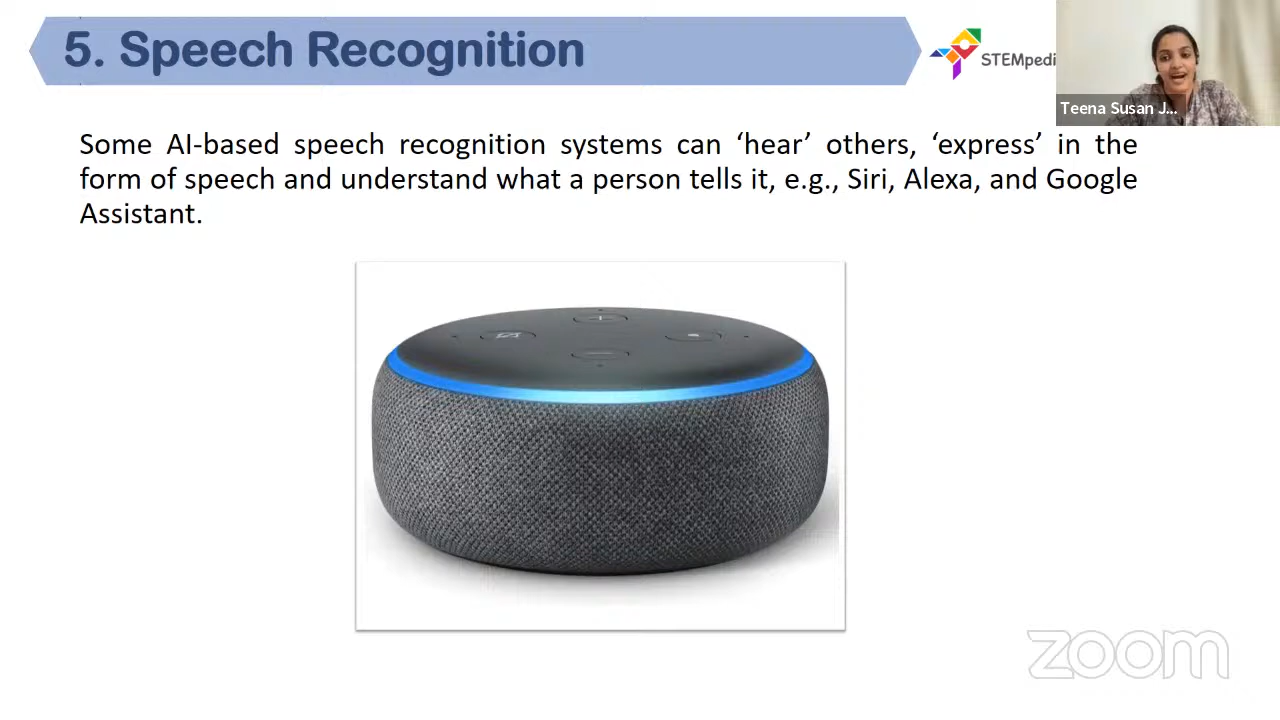 5. Speech Recognition
STEMpedi
Teena Susan J...
Some AI-based speech recognition systems can ‘hear’ others, ‘express’ in the
form of speech and understand what a person tells it, e.g., Siri, Alexa, and Google
Assistant.
zoom